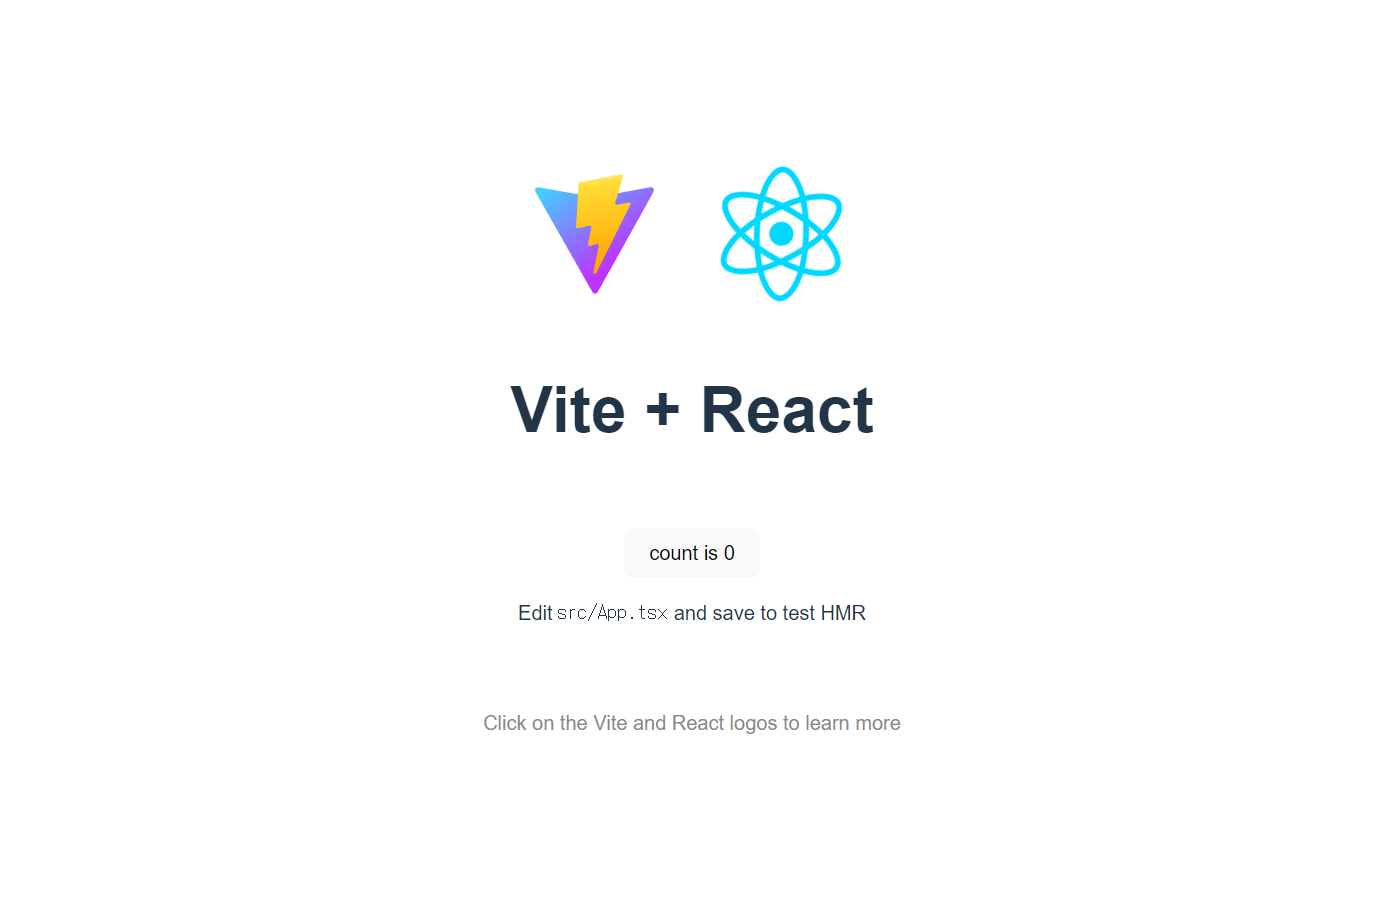 Vite + React
count is 0
Edit src/App.tsx and save to test HMR
Click on the Vite and React logos to learn more